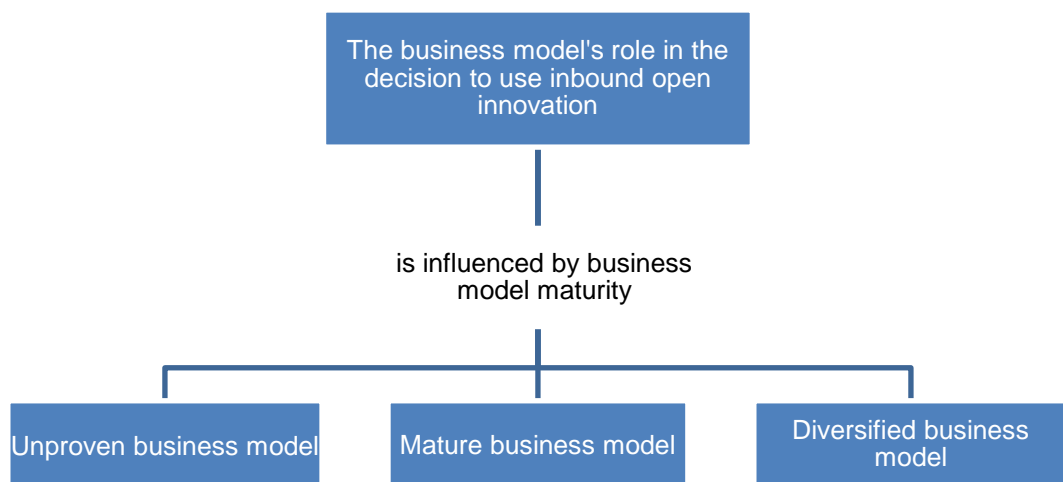 The business model's role in the
decision to use inbound open
innovation
is influenced by business
model maturity
Unproven business model
Mature business model
Diversified business
model